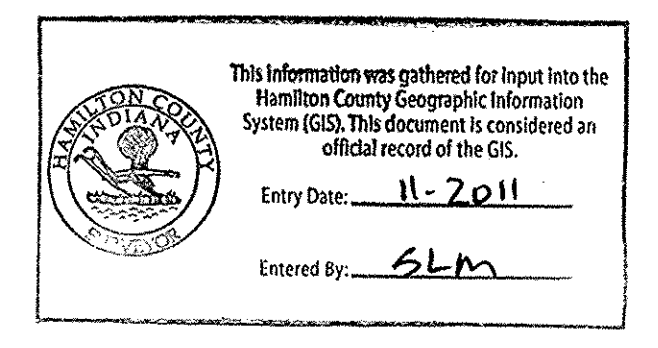 HAMILTON COUNTY
INDIANA
SURVEYOR
This information was gathered for input into the
Hamilton County Geographic Information
System (GIS). This document is considered an
official record of the GIS.
Entry Date: 11-2011
Entered By: SLM